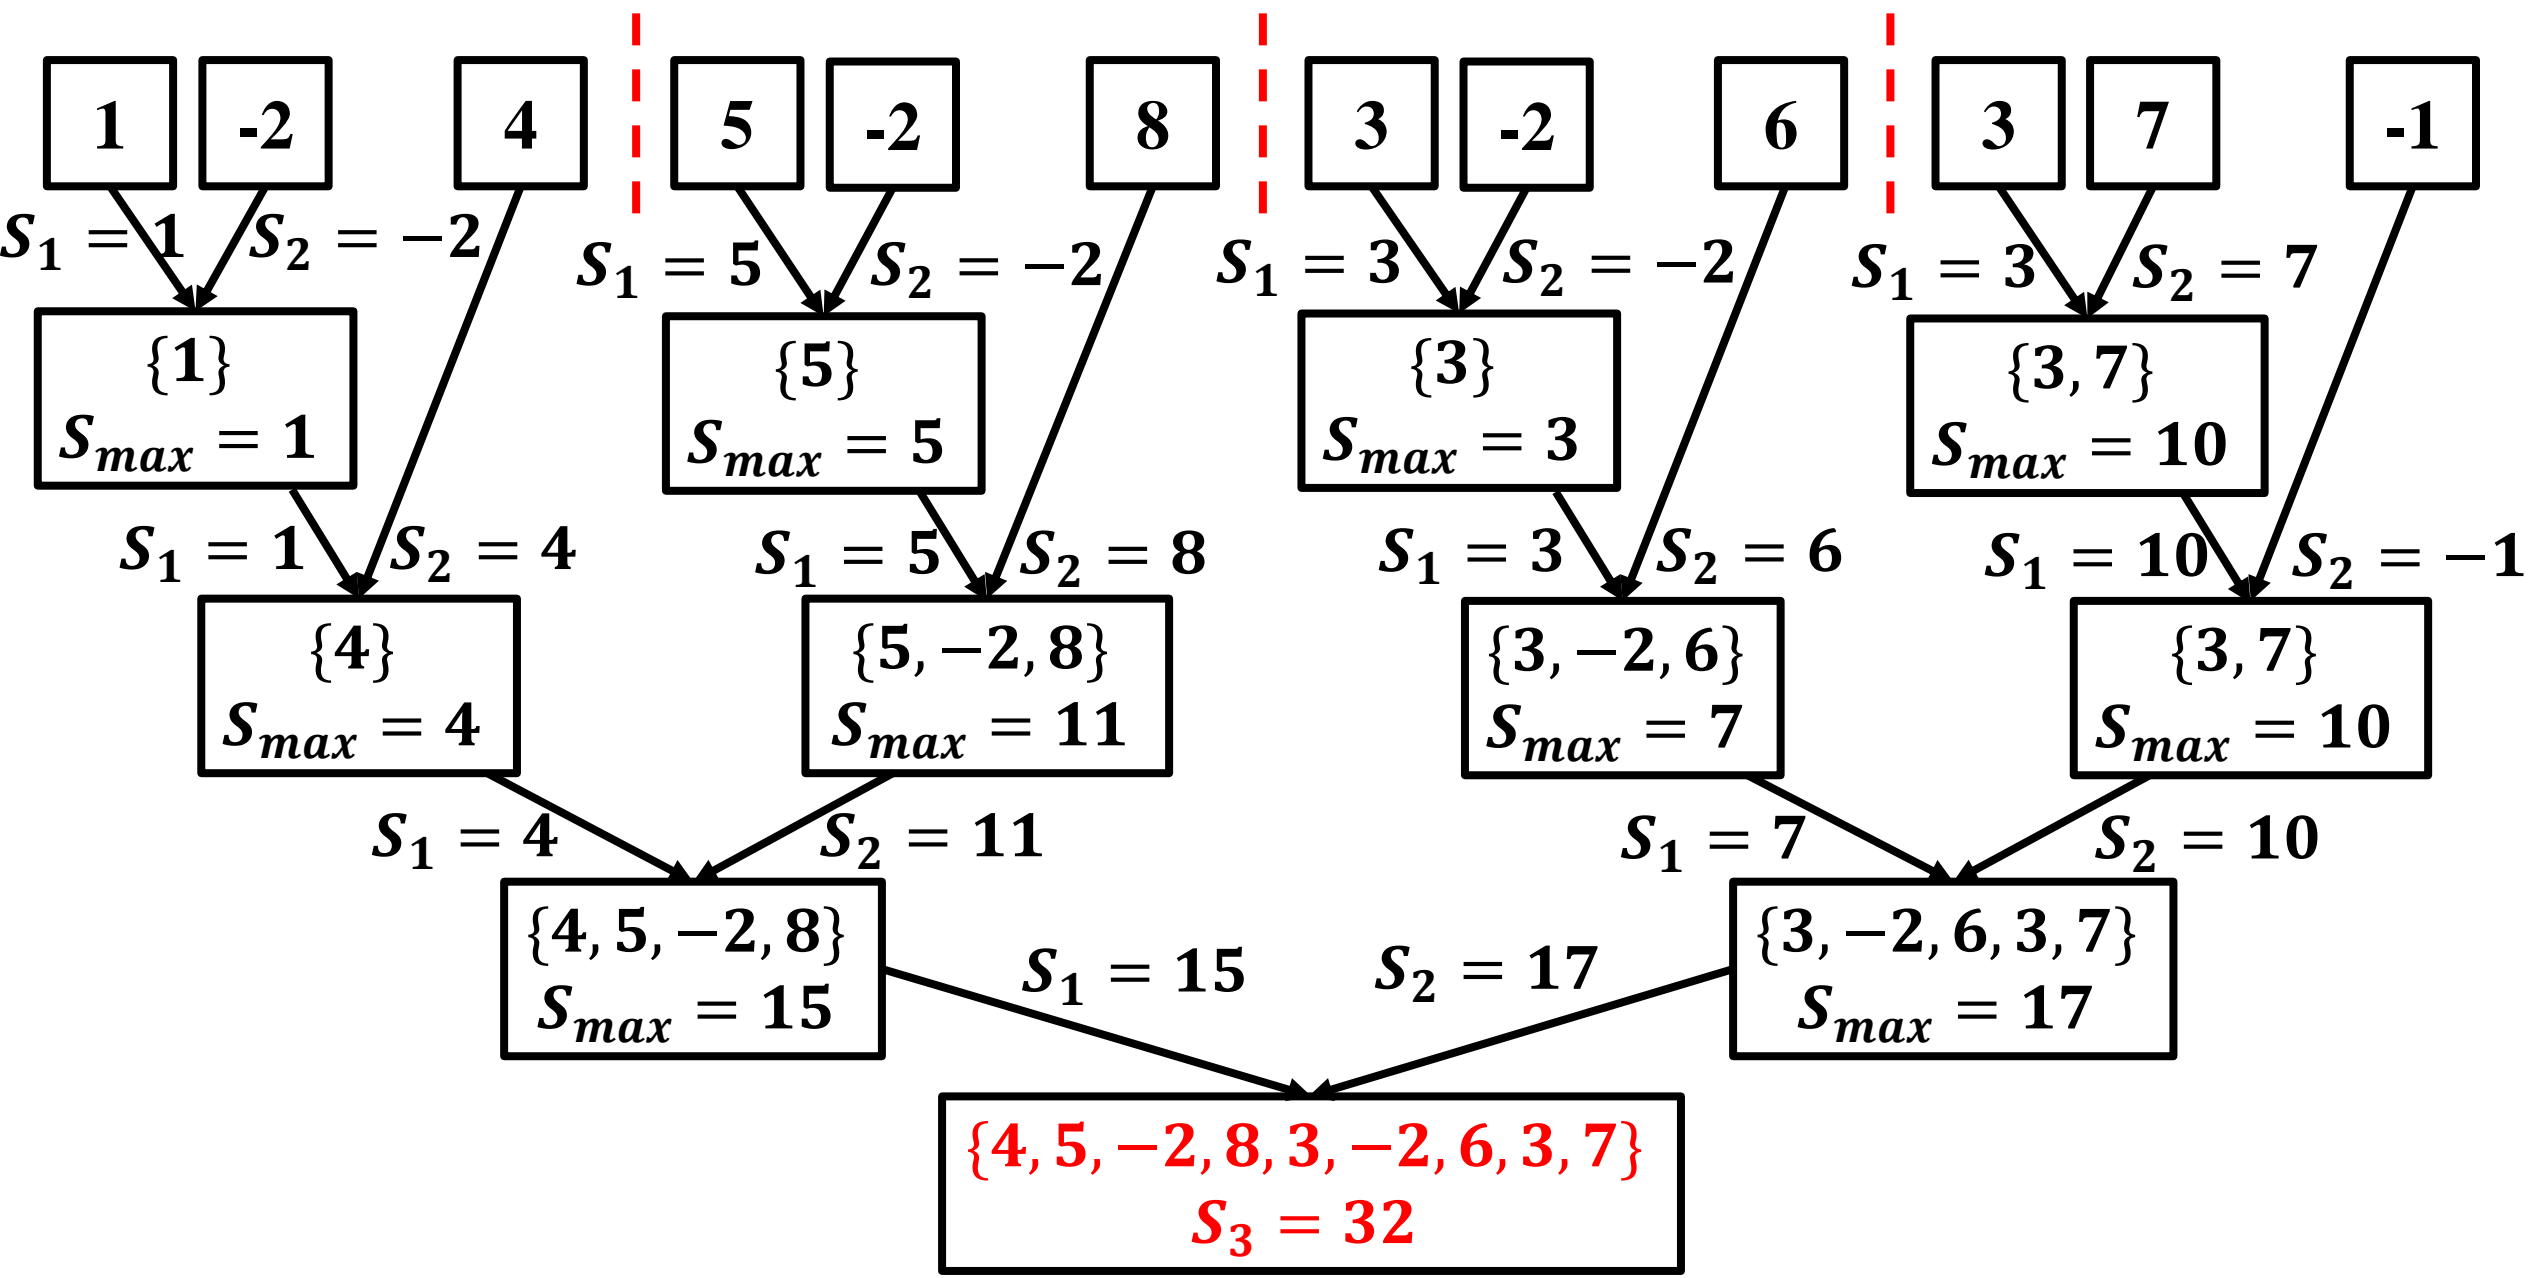 1 -2 4 5 -2 8 3 -2 6 3 7 -1
S₁ = 1 S₂ = −2 S₁ = 5 S₂ = −2 S₁ = 3 S₂ = −2 S₁ = 3 S₂ = 7
{1} {5} {3} {3, 7}
Sₘₐₓ = 1 Sₘₐₓ = 5 Sₘₐₓ = 3 Sₘₐₓ = 10
S₁ = 1 S₂ = 4 S₁ = 5 S₂ = 8 S₁ = 3 S₂ = 6 S₁ = 10 S₂ = −1
{4} {5, −2, 8} {3, −2, 6} {3, 7}
Sₘₐₓ = 4 Sₘₐₓ = 11 Sₘₐₓ = 7 Sₘₐₓ = 10
S₁ = 4 S₂ = 11 S₁ = 7 S₂ = 10
{4, 5, −2, 8} {3, −2, 6, 3, 7}
S₁ = 15 S₂ = 17
Sₘₐₓ = 15 Sₘₐₓ = 17
{4, 5, −2, 8, 3, −2, 6, 3, 7}
S₃ = 32